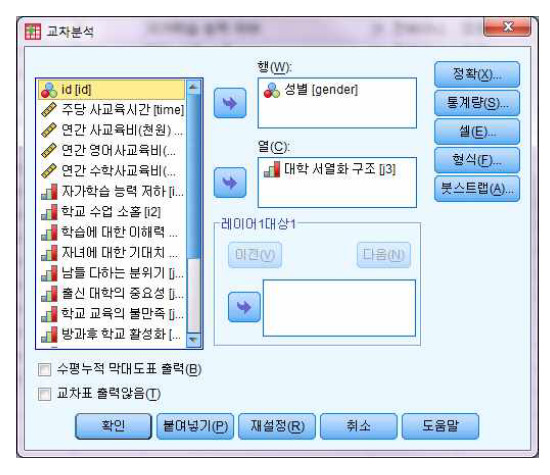 교차분석
행(W):
id [id]
주당 사교육시간 [time]
연간 사교육비(천원) ...
연간 영어사교육비(...
연간 수학사교육비(...
자가학습 능력 저하 [i...
학교 수업 소홀 [i2]
학습에 대한 이해력 ...
자녀에 대한 기대치 ...
남들 다하는 분위기 [j...
출신 대학의 중요성 [j...
학교 교육의 불만족 [j...
방과후 학교 활성화 [...
성별 [gender]
열(C):
대학 서열화 구조 [j3]
레이어1대상1
이전(V)
다음(N)
정확(X)...
통계량(S)...
셀(E)...
형식(F)...
붓스트랩(A)...
수평누적 막대도표 출력(B)
교차표 출력않음(T)
확인
붙여넣기(P)
재설정(R)
취소
도움말